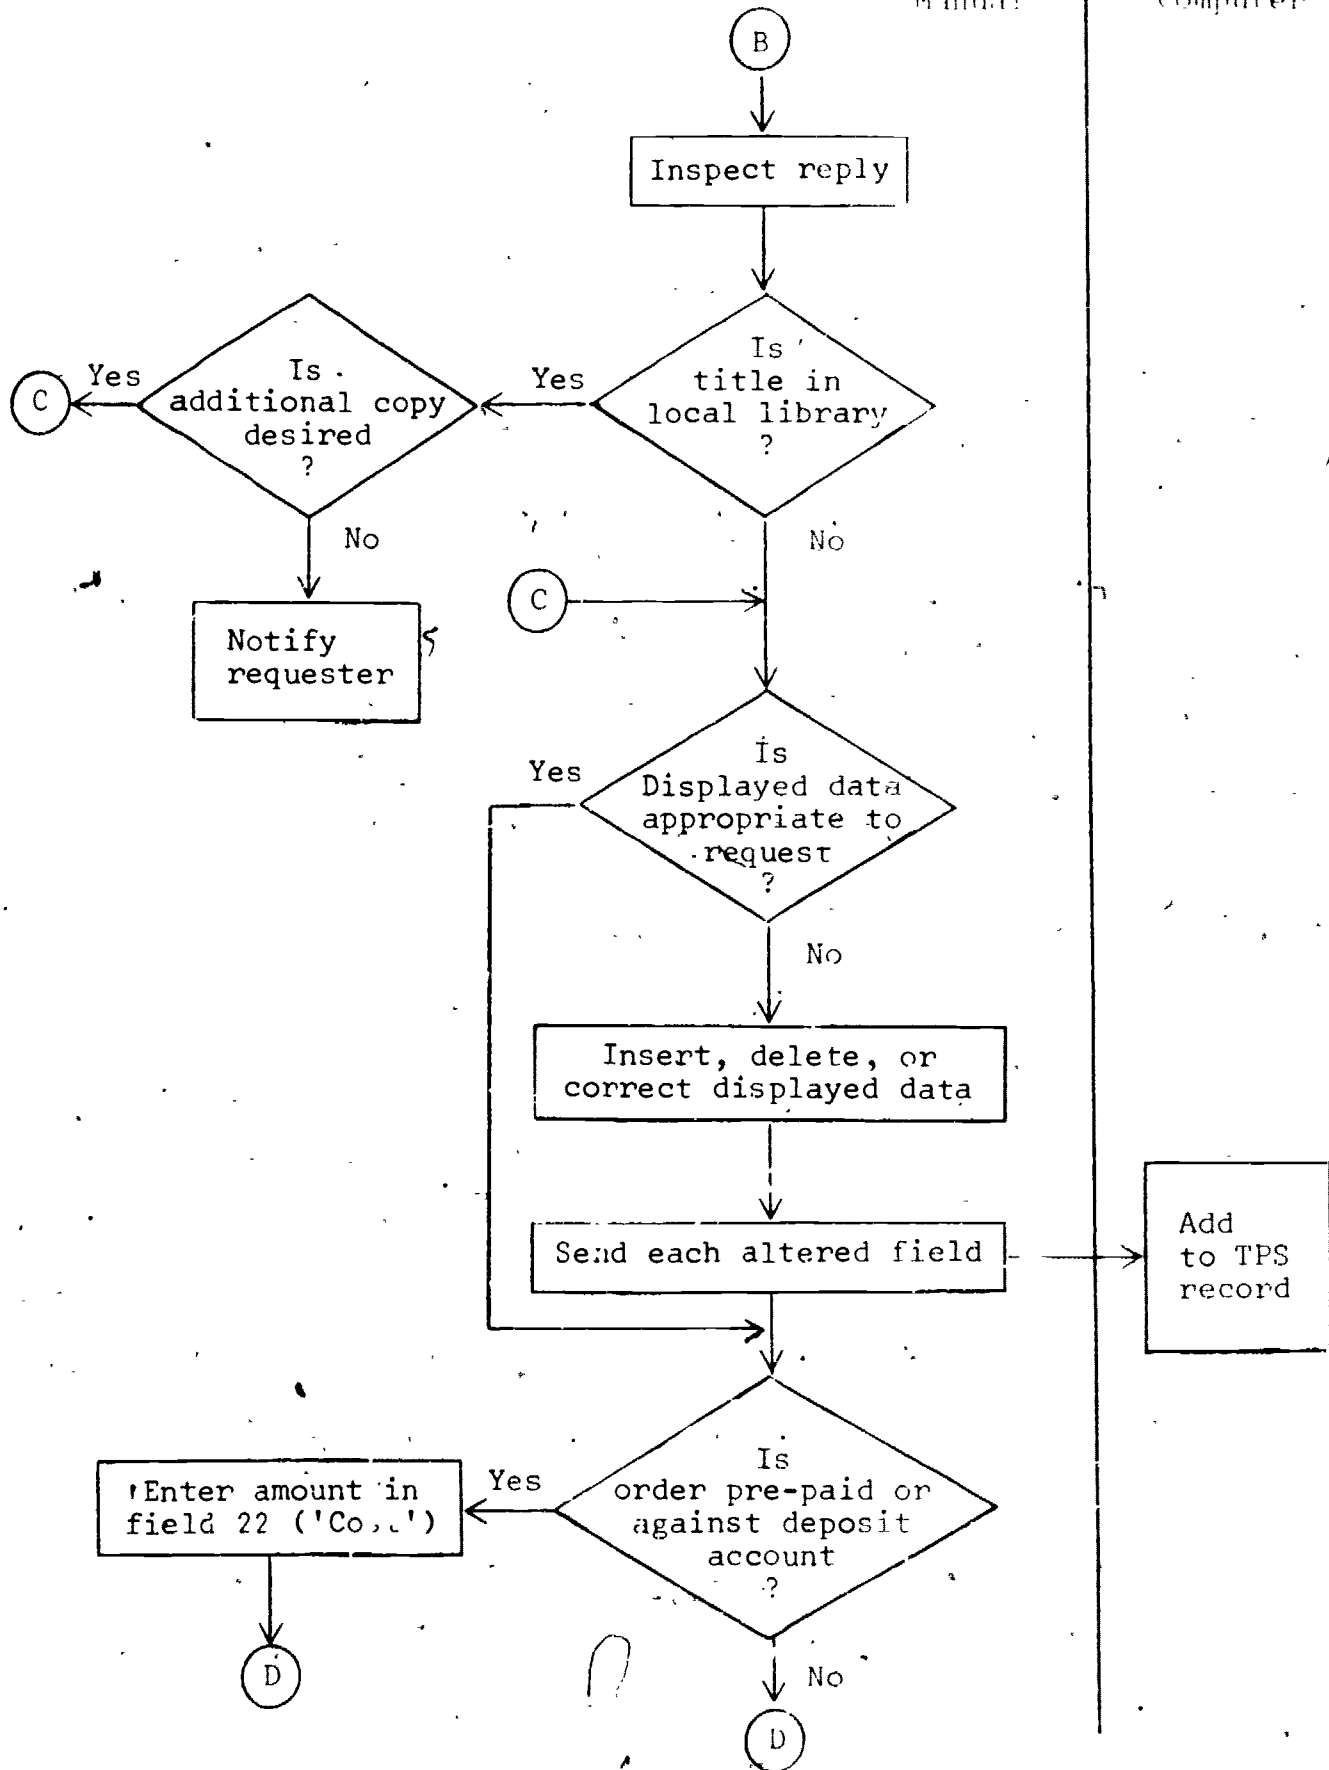 Manual
Computer
B
Inspect reply
Is
title in
local library
?
Yes
Is
additional copy
desired
?
Yes
C
No
Notify
requester
No
C
Is
Displayed data
appropriate to
request
?
Yes
No
Insert, delete, or
correct displayed data
Send each altered field
Add
to TPS
record
Is
order pre-paid or
against deposit
account
?
Yes
Enter amount in
field 22
D
No
D